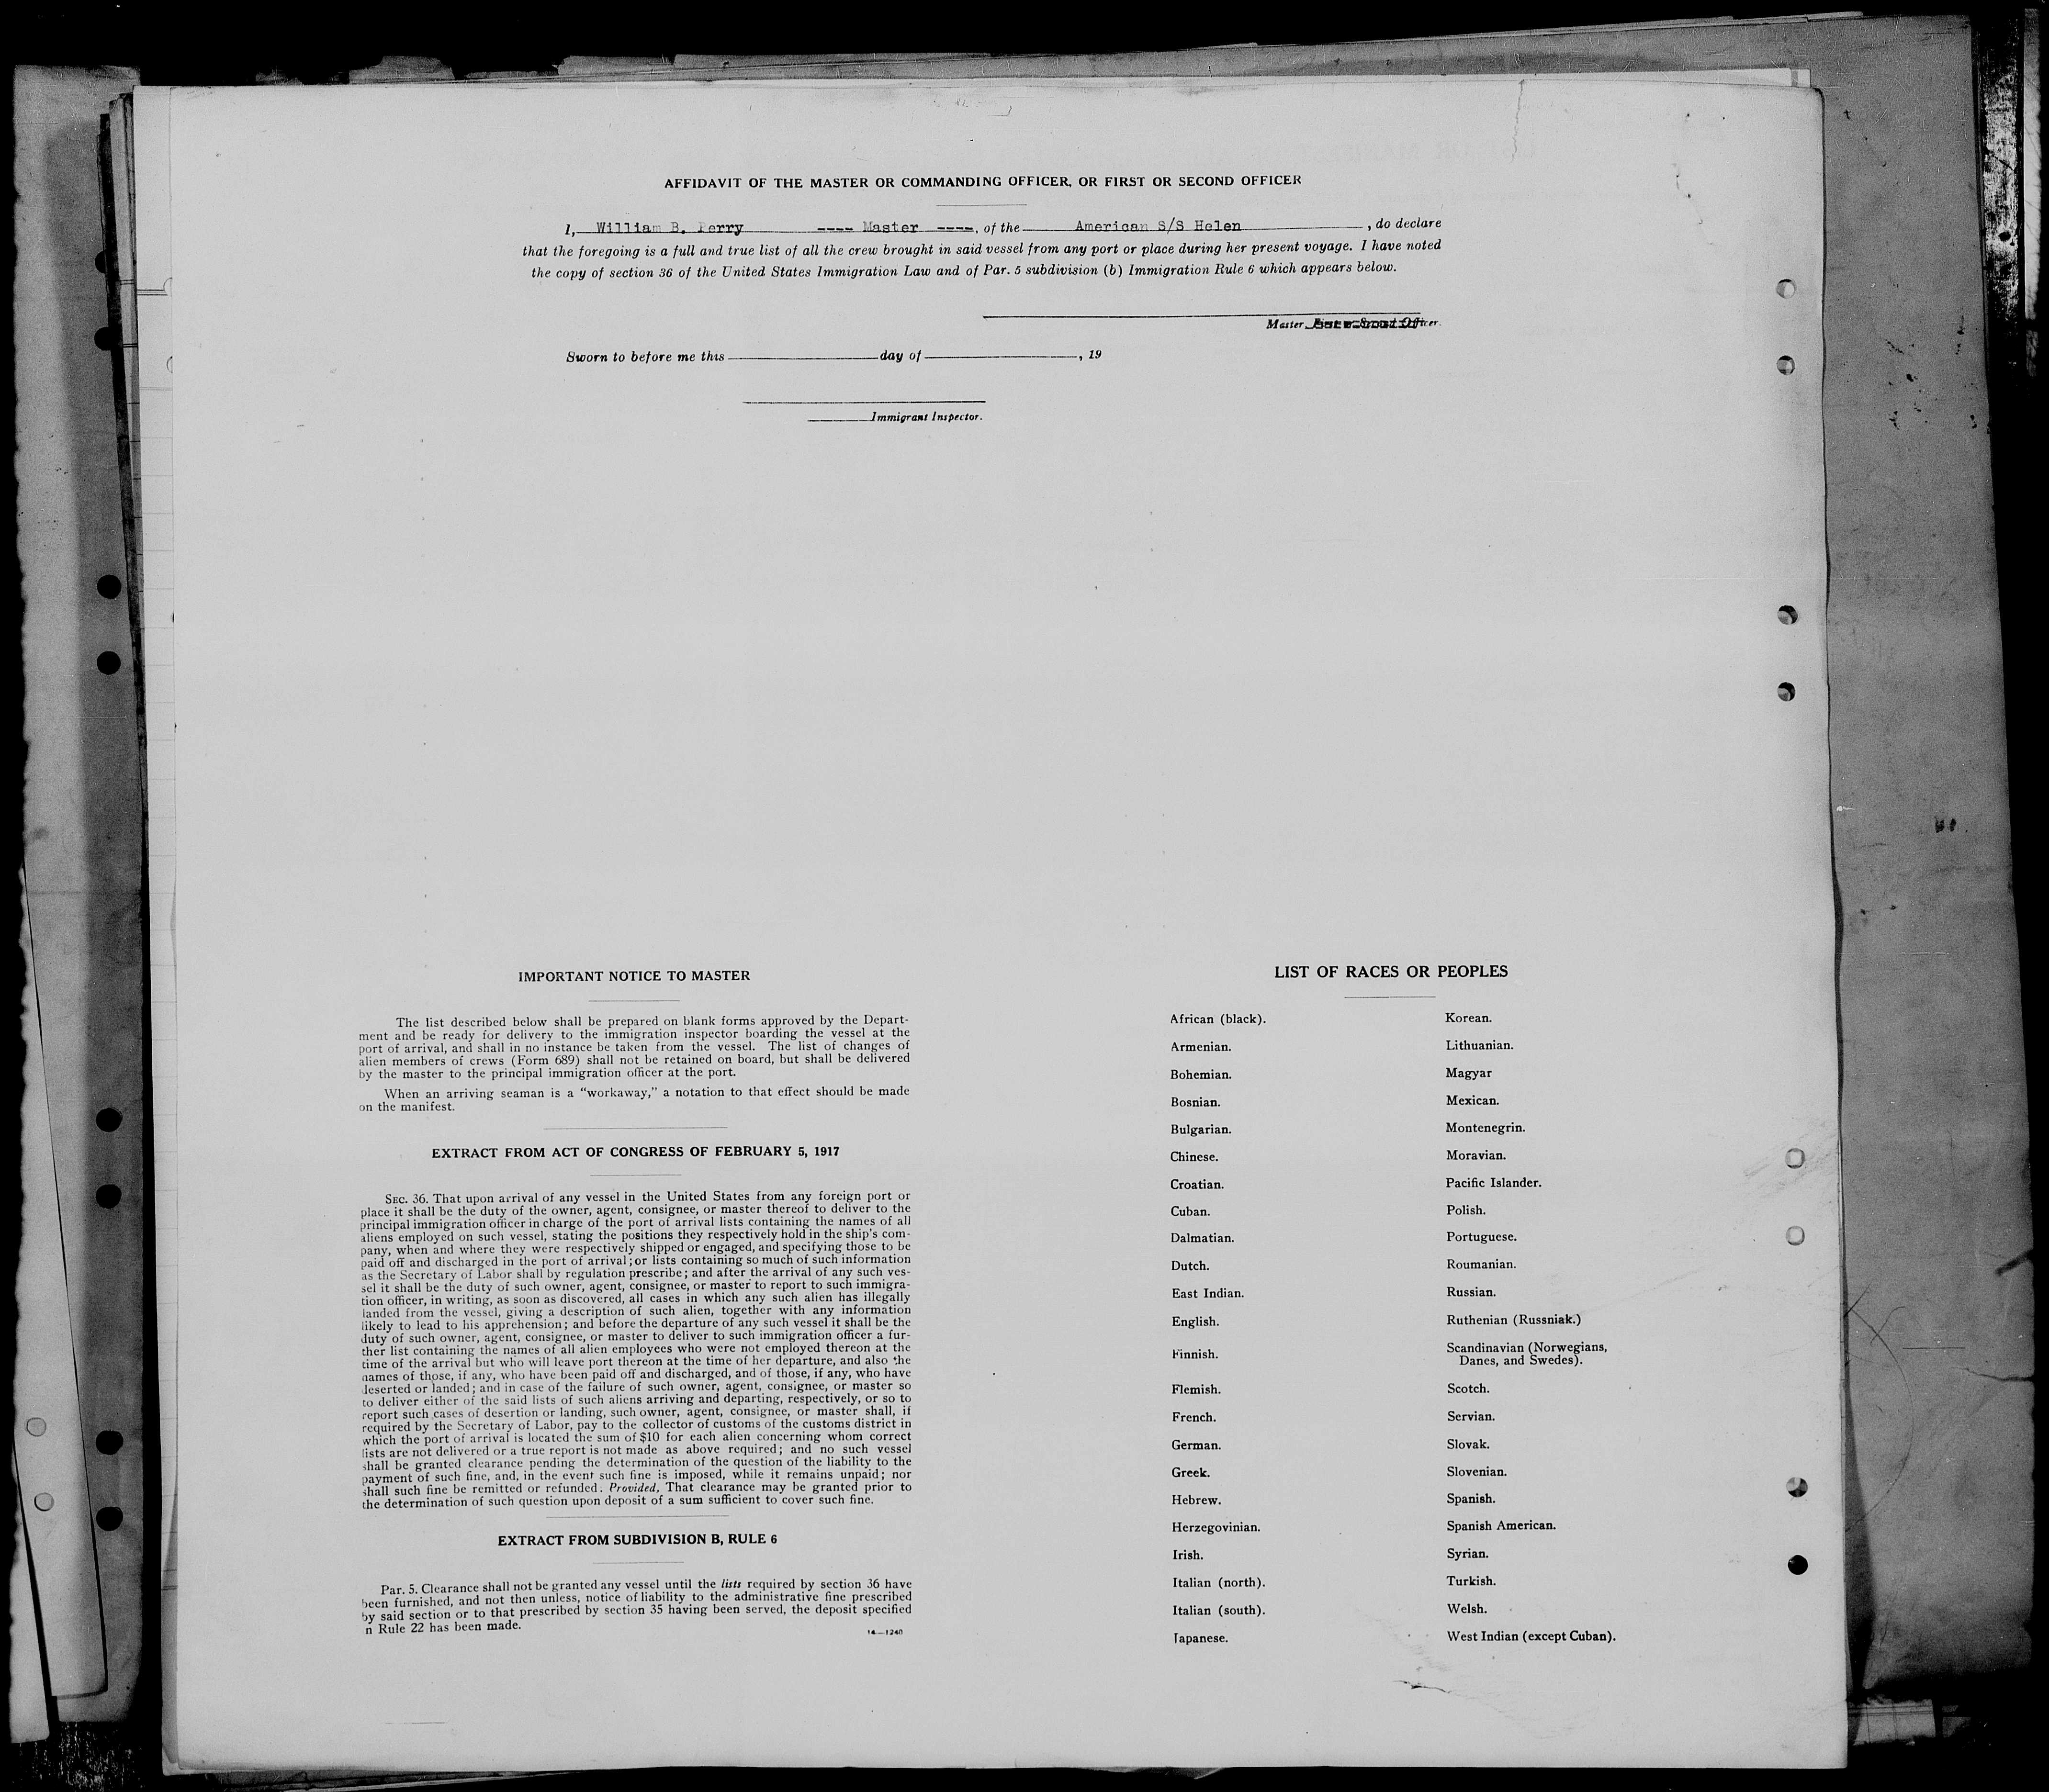 AFFIDAVIT OF THE MASTER OR COMMANDING OFFICER, OR FIRST OR SECOND OFFICER
I, William B. Perry ---- Master ----, of the American S/S Helen, do declare
that the foregoing is a full and true list of all the crew brought in said vessel from any port or place during her present voyage. I have noted
the copy of section 36 of the United States Immigration Law and of Par. 5 subdivision (b) Immigration Rule 6 which appears below.
Master, First or Second Officer.
Sworn to before me this day of , 19
Immigrant Inspector.
IMPORTANT NOTICE TO MASTER
The list described below shall be prepared on blank forms approved by the Depart-
ment and be ready for delivery to the immigration inspector boarding the vessel at the
port of arrival, and shall in no instance be taken from the vessel. The list of changes of
alien members of crews (Form 689) shall not be retained on board, but shall be delivered
by the master to the principal immigration officer at the port.
When an arriving seaman is a "workaway," a notation to that effect should be made
on the manifest.
EXTRACT FROM ACT OF CONGRESS OF FEBRUARY 5, 1917
SEC. 36. That upon arrival of any vessel in the United States from any foreign port or
place it shall be the duty of the owner, agent, consignee, or master thereof to deliver to the
principal immigration officer in charge of the port of arrival lists containing the names of all
aliens employed on such vessel, stating the positions they respectively hold in the ship's com-
pany, when and where they were respectively shipped or engaged, and specifying those to be
paid off and discharged in the port of arrival; or lists containing so much of such information
as the Secretary of Labor shall by regulation prescribe; and after the arrival of any such ves-
sel it shall be the duty of such owner, agent, consignee, or master to report to such immigra-
tion officer, in writing, as soon as discovered, all cases in which any such alien has illegally
landed from the vessel, giving a description of such alien, together with any information
likely to lead to his apprehension; and before the departure of any such vessel it shall be the
duty of such owner, agent, consignee, or master to deliver to such immigration officer a fur-
ther list containing the names of all alien employees who were not employed thereon at the
time of the arrival but who will leave port thereon at the time of her departure, and also the
names of those, if any, who have been paid off and discharged, and of those, if any, who have
deserted or landed; and in case of the failure of such owner, agent, consignee, or master so
to deliver either of the said lists of such aliens arriving and departing, respectively, or so to
report such cases of desertion or landing, such owner, agent, consignee, or master shall, if
required by the Secretary of Labor, pay to the collector of customs of the customs district in
which the port of arrival is located the sum of $10 for each alien concerning whom correct
lists are not delivered or a true report is not made as above required; and no such vessel
shall be granted clearance pending the determination of the question of the liability to the
payment of such fine, and, in the event such fine is imposed, while it remains unpaid; nor
shall such fine be remitted or refunded. Provided, That clearance may be granted prior to
the determination of such question upon deposit of a sum sufficient to cover such fine.
EXTRACT FROM SUBDIVISION B, RULE 6
Par. 5. Clearance shall not be granted any vessel until the lists required by section 36 have
been furnished, and not then unless, notice of liability to the administrative fine prescribed
by said section or to that prescribed by section 35 having been served, the deposit specified
n Rule 22 has been made.
14—1240
LIST OF RACES OR PEOPLES
African (black).
Armenian.
Bohemian.
Bosnian.
Bulgarian.
Chinese.
Croatian.
Cuban.
Dalmatian.
Dutch.
East Indian.
English.
Finnish.
Flemish.
French.
German.
Greek.
Hebrew.
Herzegovinian.
Irish.
Italian (north).
Italian (south).
Japanese.
Korean.
Lithuanian.
Magyar
Mexican.
Montenegrin.
Moravian.
Pacific Islander.
Polish.
Portuguese.
Roumanian.
Russian.
Ruthenian (Russniak.)
Scandinavian (Norwegians,
Danes, and Swedes).
Scotch.
Servian.
Slovak.
Slovenian.
Spanish.
Spanish American.
Syrian.
Turkish.
Welsh.
West Indian (except Cuban).